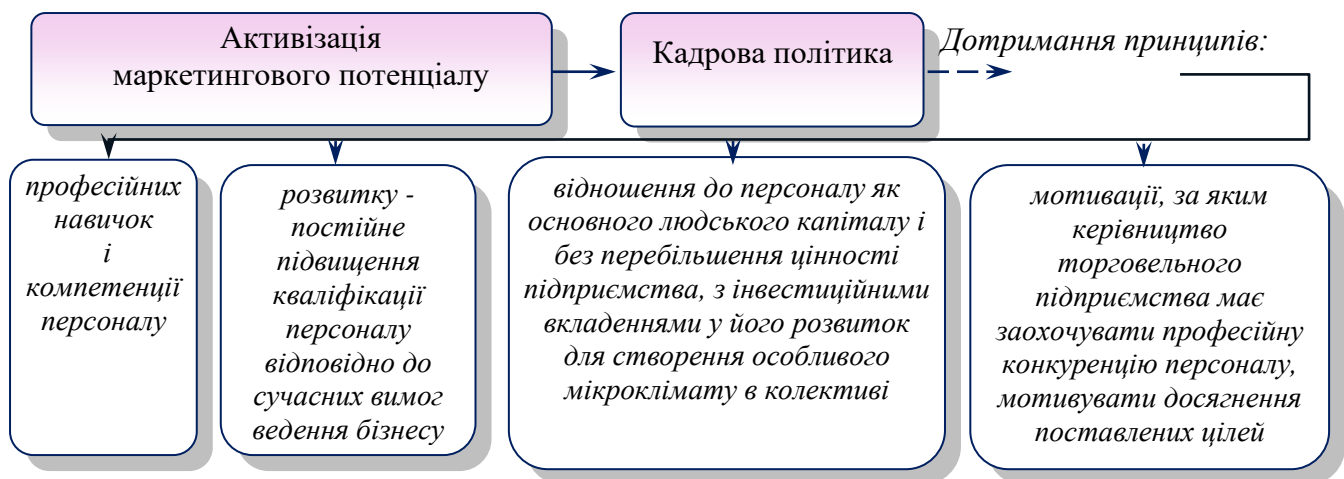 Активізація
маркетингового потенціалу
Кадрова політика
Дотримання принципів:
професійних
навичок
і
компетенції
персоналу
розвитку -
постійне
підвищення
кваліфікації
персоналу
відповідно до
сучасних вимог
ведення бізнесу
відношення до персоналу як
основного людського капіталу і
без перебільшення цінності
підприємства, з інвестиційними
вкладеннями у його розвиток
для створення особливого
мікроклімату в колективі
мотивації, за яким
керівництво
торговельного
підприємства має
заохочувати професійну
конкуренцію персоналу,
мотивувати досягнення
поставлених цілей